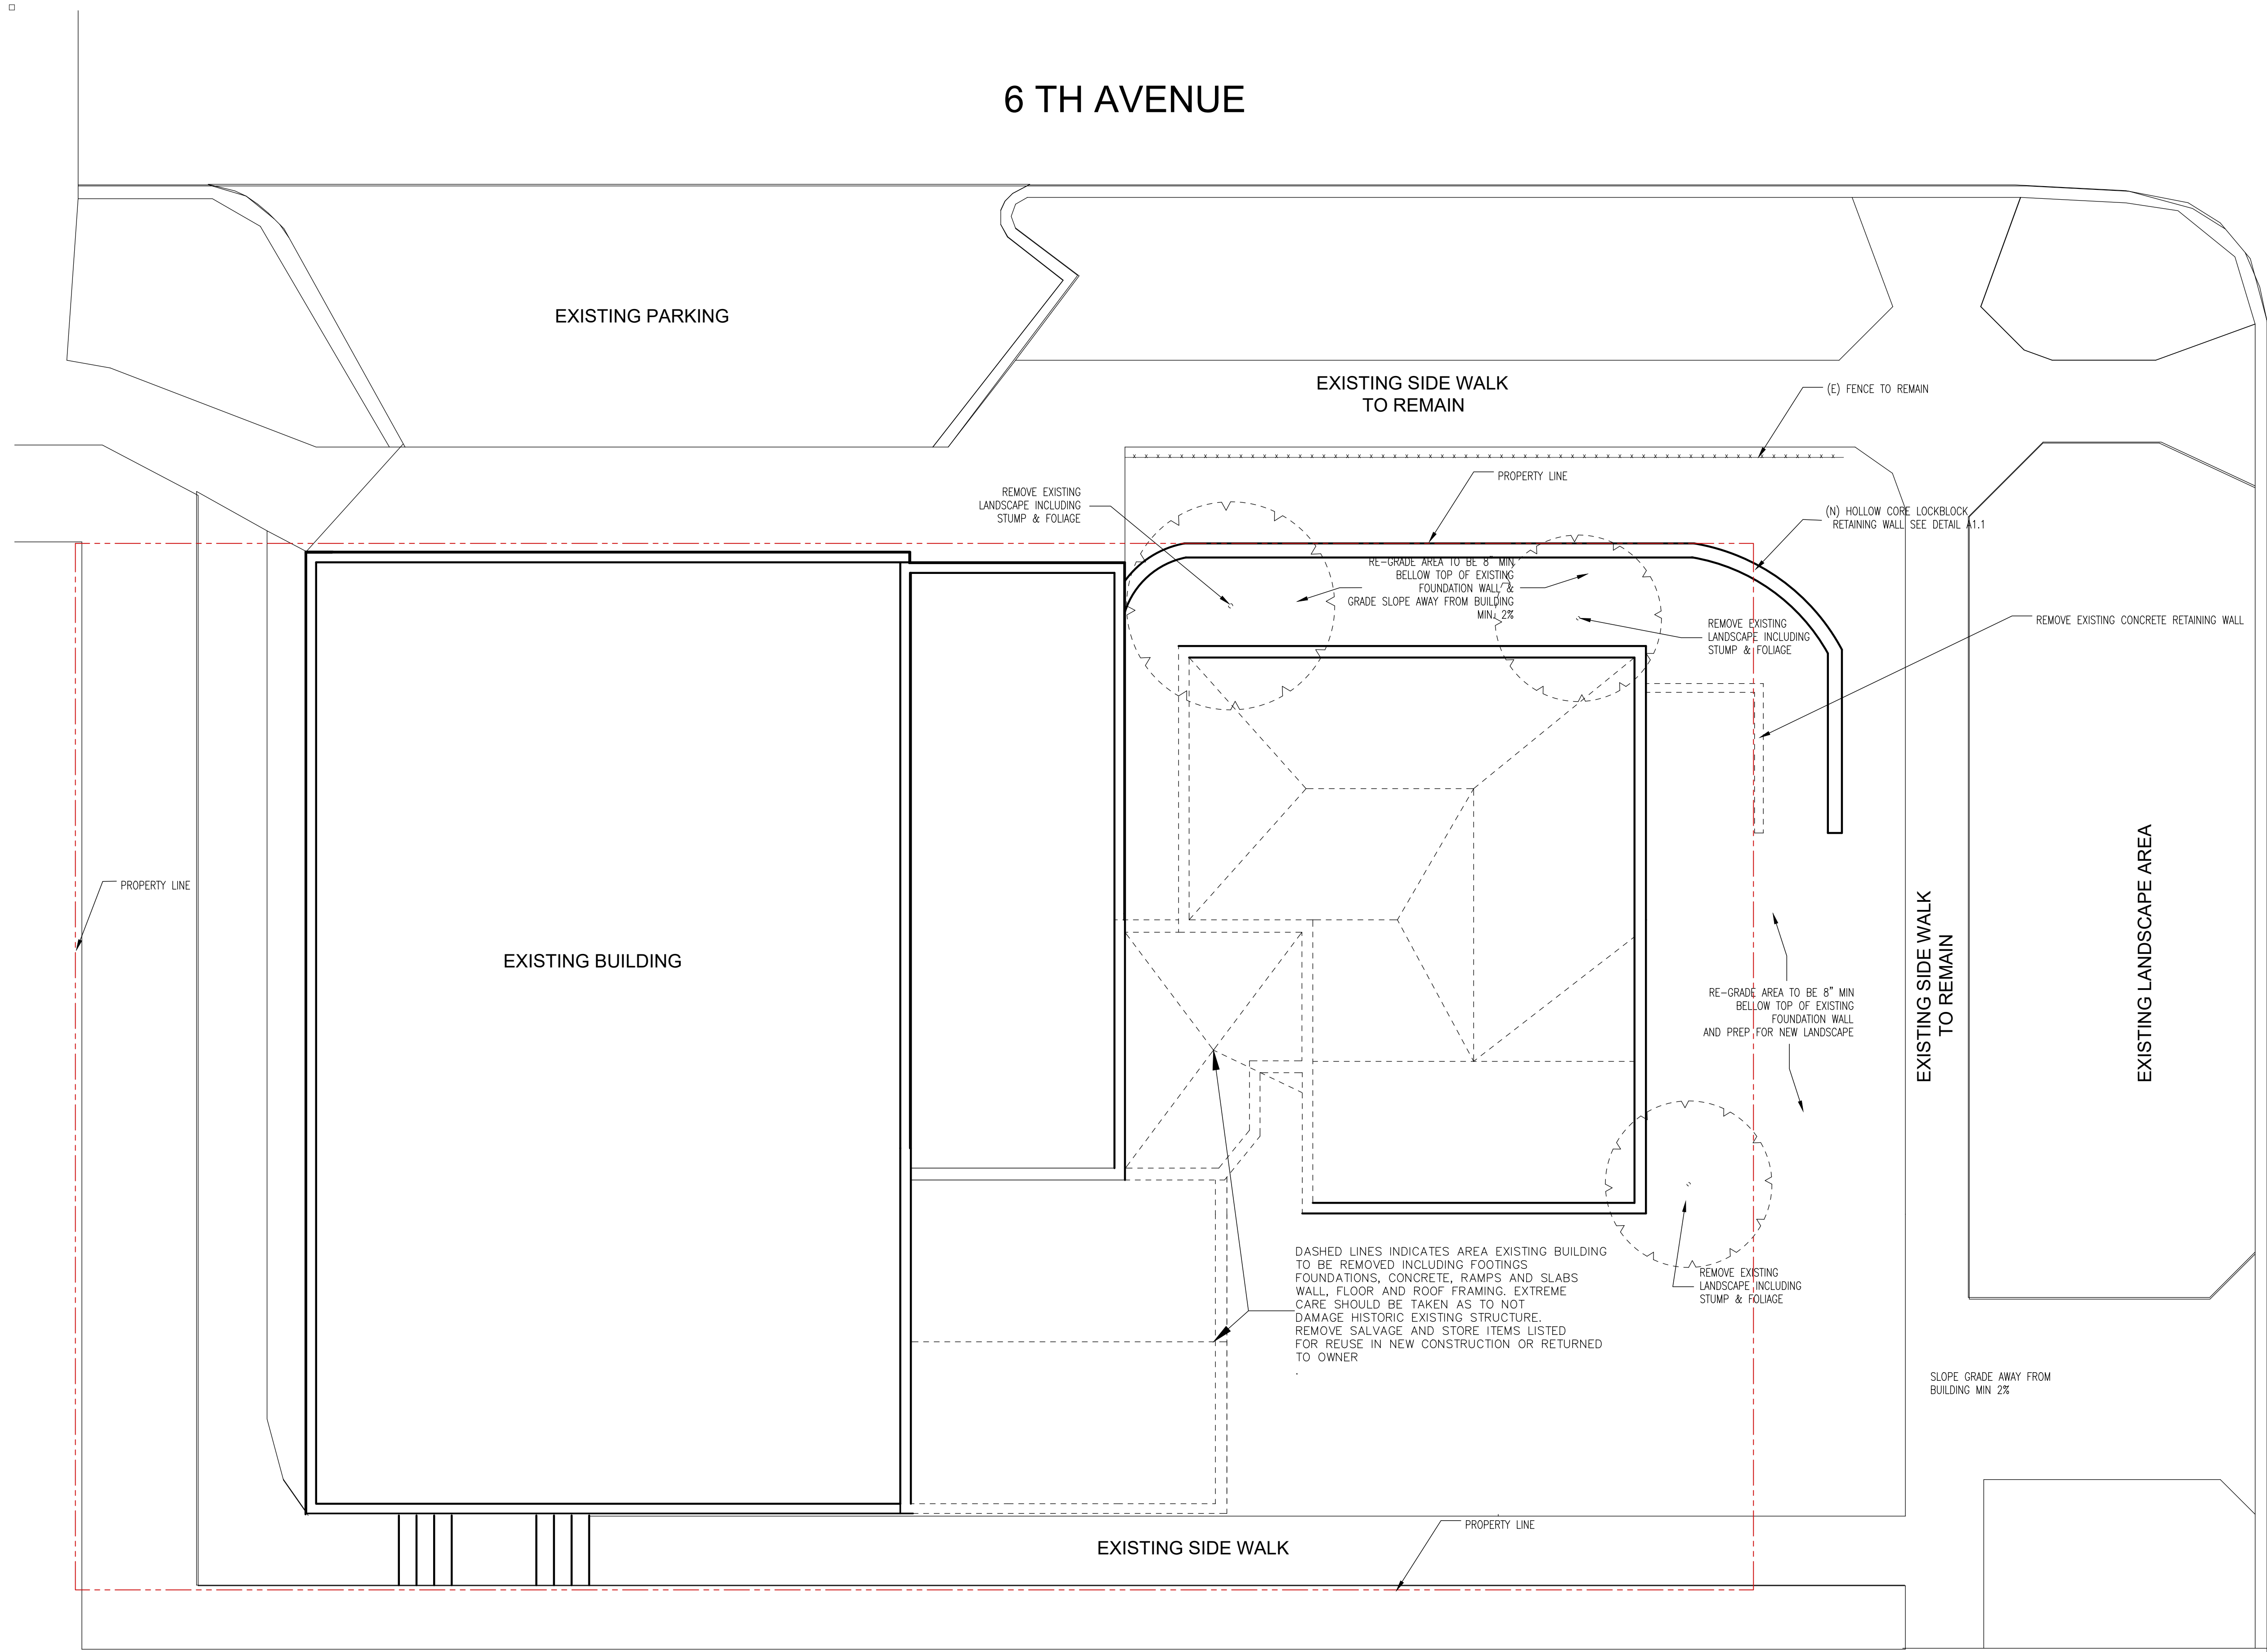 6 TH AVENUE
EXISTING PARKING
EXISTING SIDE WALK
TO REMAIN
(E) FENCE TO REMAIN
PROPERTY LINE
REMOVE EXISTING
LANDSCAPE INCLUDING
STUMP & FOLIAGE
(N) HOLLOW CORE LOCKBLOCK
RETAINING WALL SEE DETAIL A1.1
RE-GRADE AREA TO BE 8" MIN
BELLOW TOP OF EXISTING
FOUNDATION WALL &
GRADE SLOPE AWAY FROM BUILDING
MIN. 2%
REMOVE EXISTING
LANDSCAPE INCLUDING
STUMP & FOLIAGE
REMOVE EXISTING CONCRETE RETAINING WALL
PROPERTY LINE
EXISTING BUILDING
RE-GRADE AREA TO BE 8" MIN
BELLOW TOP OF EXISTING
FOUNDATION WALL
AND PREP FOR NEW LANDSCAPE
EXISTING SIDE WALK
TO REMAIN
EXISTING LANDSCAPE AREA
DASHED LINES INDICATES AREA EXISTING BUILDING
TO BE REMOVED INCLUDING FOOTINGS
FOUNDATIONS, CONCRETE, RAMPS AND SLABS
WALL, FLOOR AND ROOF FRAMING. EXTREME
CARE SHOULD BE TAKEN AS TO NOT
DAMAGE HISTORIC EXISTING STRUCTURE.
REMOVE SALVAGE AND STORE ITEMS LISTED
FOR REUSE IN NEW CONSTRUCTION OR RETURNED
TO OWNER
.
REMOVE EXISTING
LANDSCAPE INCLUDING
STUMP & FOLIAGE
SLOPE GRADE AWAY FROM
BUILDING MIN 2%
PROPERTY LINE
EXISTING SIDE WALK